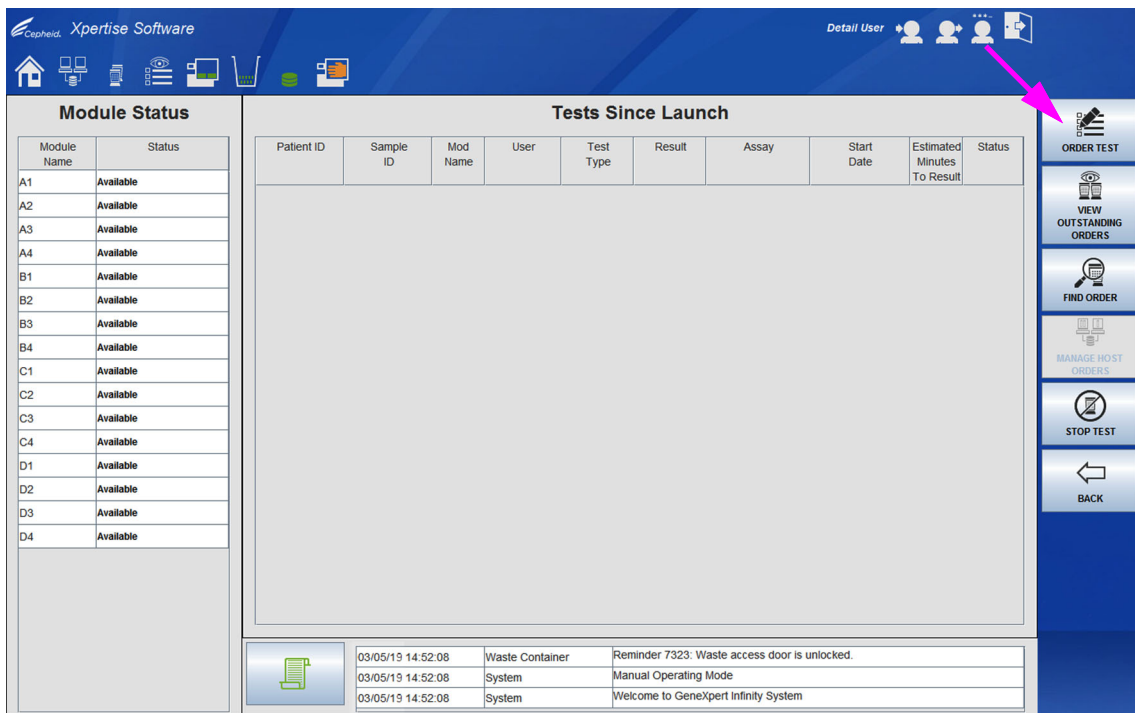 Cepheid. Xpertise Software
Detail User
Module Status
Module Name
Status
A1 Available
A2 Available
A3 Available
A4 Available
B1 Available
B2 Available
B3 Available
B4 Available
C1 Available
C2 Available
C3 Available
C4 Available
D1 Available
D2 Available
D3 Available
D4 Available
Tests Since Launch
Patient ID
Sample ID
Mod Name
User
Test Type
Result
Assay
Start Date
Estimated Minutes To Result
Status
03/05/19 14:52:08 Waste Container Reminder 7323: Waste access door is unlocked.
03/05/19 14:52:08 System Manual Operating Mode
03/05/19 14:52:08 System Welcome to GeneXpert Infinity System
ORDER TEST
VIEW
OUTSTANDING
ORDERS
FIND ORDER
MANAGE HOST
ORDERS
STOP TEST
BACK